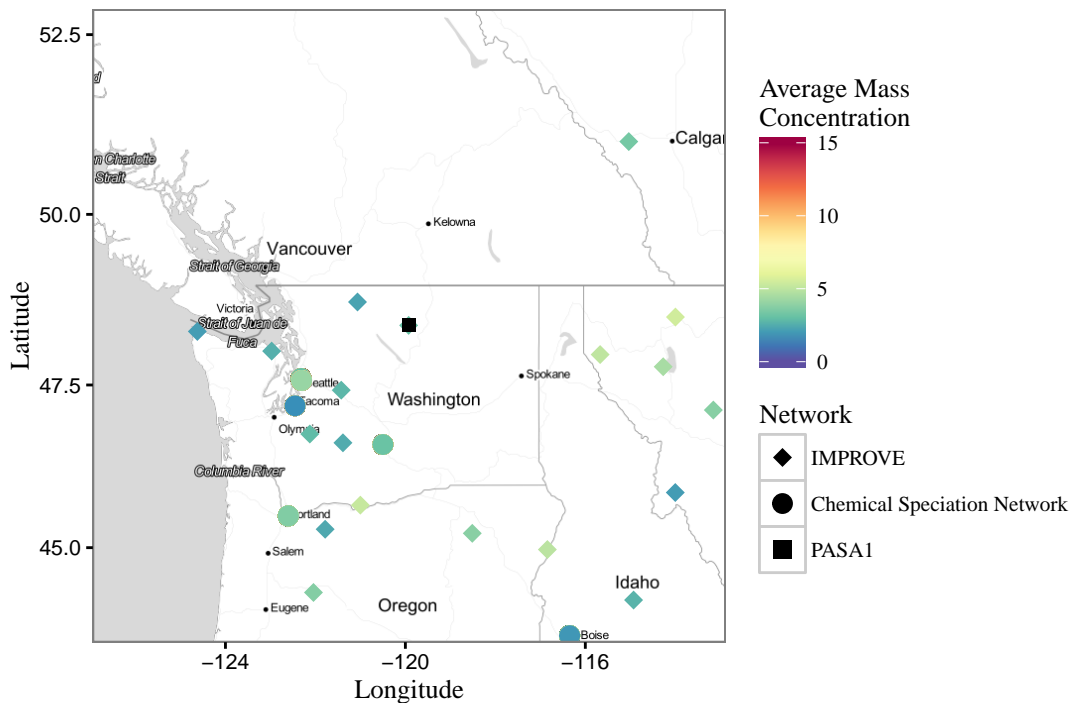 52.5
50.0
47.5
45.0
Latitude
d
n Charlotte
Strait
Calgar
Kelowna
Vancouver
Strait of Georgia
Victoria
Strait of Juan de
Fuca
eattle
Tacoma
Olympia
Washington
Spokane
Columbia River
ortland
Salem
Eugene
Oregon
Idaho
Boise
−124
−120
−116
Longitude
Average Mass
Concentration
15
10
5
0
Network
IMPROVE
Chemical Speciation Network
PASA1